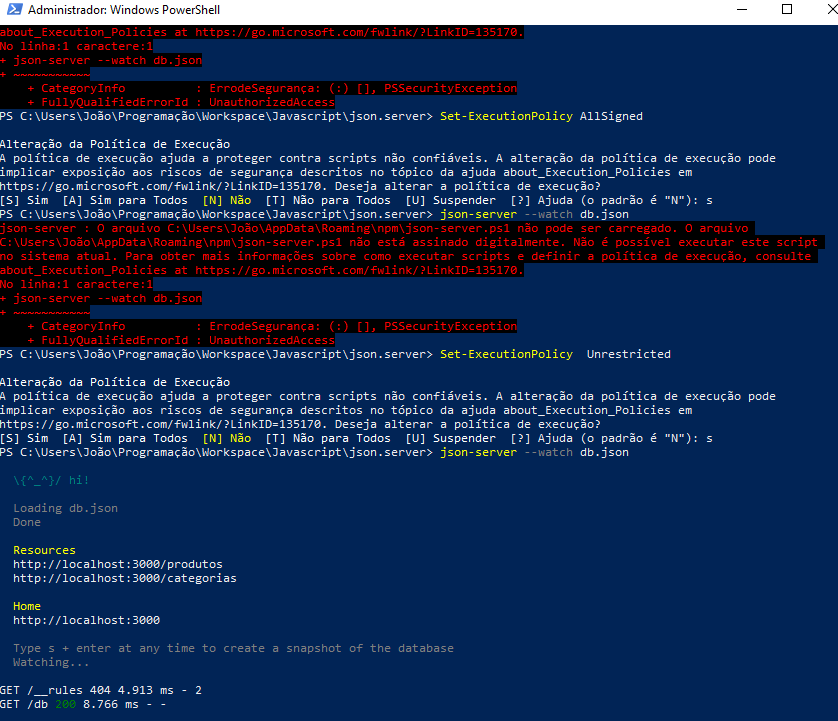 Administrador: Windows PowerShell
about_Execution_Policies at https://go.microsoft.com/fwlink/?LinkID=135170.
No linha:1 caractere:1
+ json-server --watch db.json
+ ~~~~~~~~~~~
    + CategoryInfo          : ErrodeSegurança: (:) [], PSSecurityException
    + FullyQualifiedErrorId : UnauthorizedAccess
PS C:\Users\João\Programação\Workspace\Javascript\json.server> Set-ExecutionPolicy AllSigned
Alteração da Política de Execução
A política de execução ajuda a proteger contra scripts não confiáveis. A alteração da política de execução pode
implicar exposição aos riscos de segurança descritos no tópico da ajuda about_Execution_Policies em
https://go.microsoft.com/fwlink/?LinkID=135170. Deseja alterar a política de execução?
[S] Sim  [A] Sim para Todos  [N] Não  [T] Não para Todos  [U] Suspender  [?] Ajuda (o padrão é "N"): s
PS C:\Users\João\Programação\Workspace\Javascript\json.server> json-server --watch db.json
json-server : O arquivo C:\Users\João\AppData\Roaming\npm\json-server.ps1 não pode ser carregado. O arquivo
C:\Users\João\AppData\Roaming\npm\json-server.ps1 não está assinado digitalmente. Não é possível executar este script
no sistema atual. Para obter mais informações sobre como executar scripts e definir a política de execução, consulte
about_Execution_Policies at https://go.microsoft.com/fwlink/?LinkID=135170.
No linha:1 caractere:1
+ json-server --watch db.json
+ ~~~~~~~~~~~
    + CategoryInfo          : ErrodeSegurança: (:) [], PSSecurityException
    + FullyQualifiedErrorId : UnauthorizedAccess
PS C:\Users\João\Programação\Workspace\Javascript\json.server> Set-ExecutionPolicy  Unrestricted
Alteração da Política de Execução
A política de execução ajuda a proteger contra scripts não confiáveis. A alteração da política de execução pode
implicar exposição aos riscos de segurança descritos no tópico da ajuda about_Execution_Policies em
https://go.microsoft.com/fwlink/?LinkID=135170. Deseja alterar a política de execução?
[S] Sim  [A] Sim para Todos  [N] Não  [T] Não para Todos  [U] Suspender  [?] Ajuda (o padrão é "N"): s
PS C:\Users\João\Programação\Workspace\Javascript\json.server> json-server --watch db.json
\{^_^}/ hi!
Loading db.json
Done
Resources
http://localhost:3000/produtos
http://localhost:3000/categorias
Home
http://localhost:3000
Type s + enter at any time to create a snapshot of the database
Watching...
GET /__rules 404 4.913 ms - 2
GET /db 200 8.766 ms - -